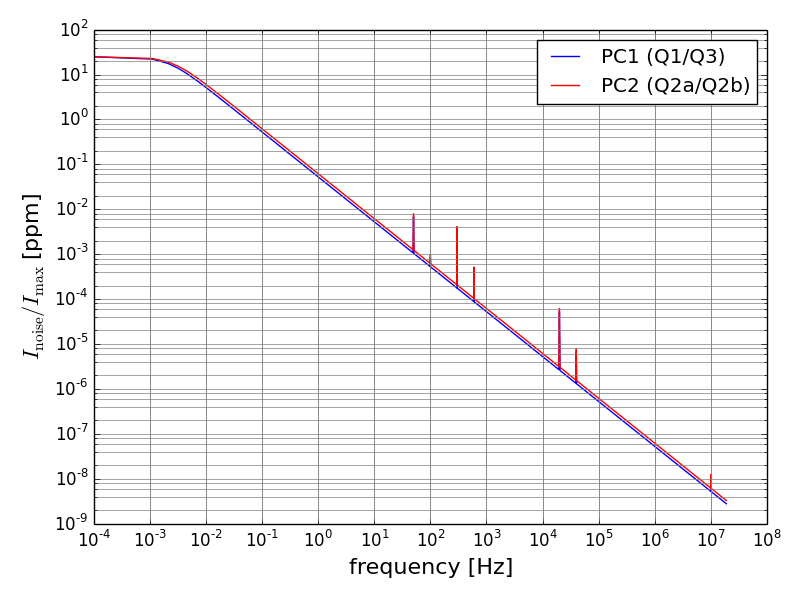 10^2
10^1
10^0
10^-1
10^-2
10^-3
10^-4
10^-5
10^-6
10^-7
10^-8
10^-9
I_noise/I_max [ppm]
PC1 (Q1/Q3)
PC2 (Q2a/Q2b)
10^-4 10^-3 10^-2 10^-1 10^0 10^1 10^2 10^3 10^4 10^5 10^6 10^7 10^8
frequency [Hz]